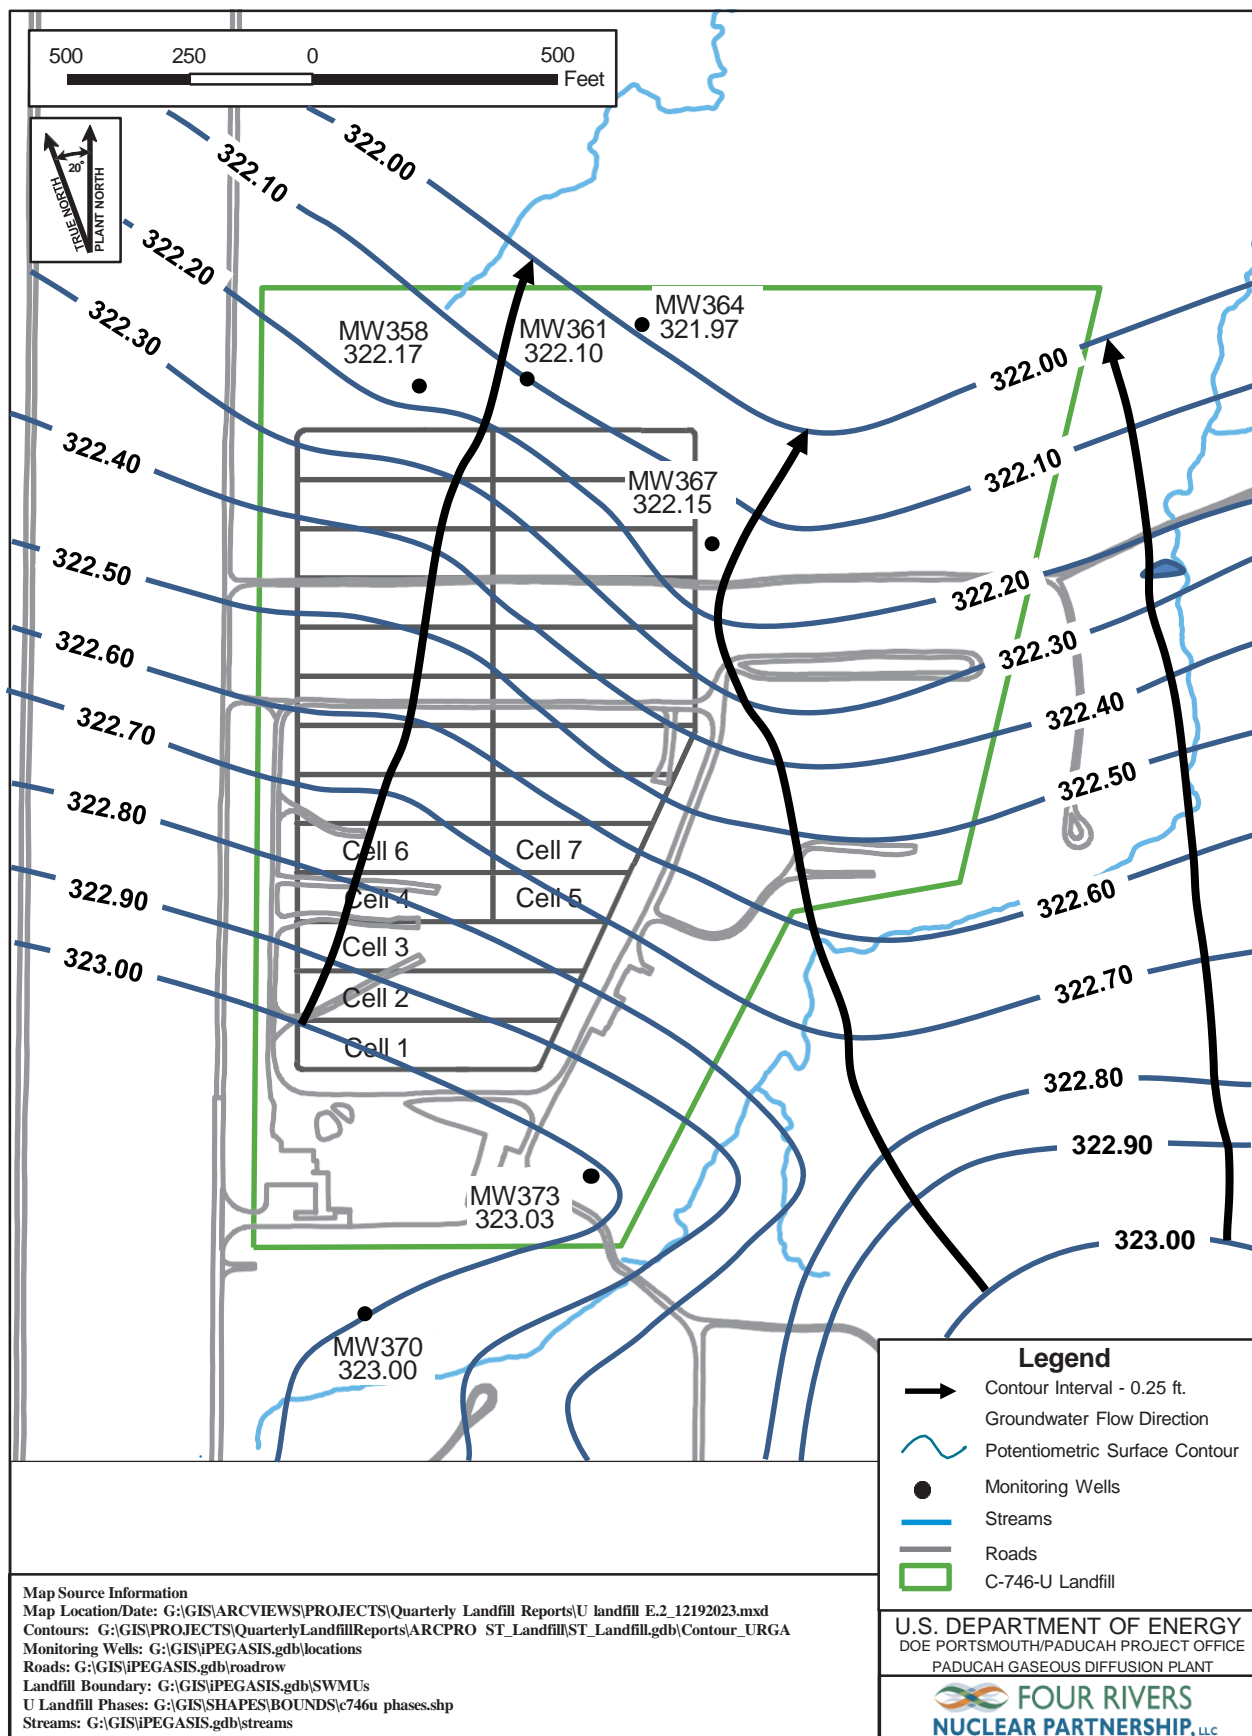 500 250 0 500
Feet
TRUE NORTH
20°
PLANT NORTH
322.00
322.10
322.20
322.30
322.40
322.50
322.60
322.70
322.80
322.90
323.00
MW358
322.17
MW361
322.10
MW364
321.97
MW367
322.15
322.00
322.10
322.20
322.30
322.40
322.50
322.60
322.70
322.80
322.90
323.00
Cell 6
Cell 7
Cell 4
Cell 5
Cell 3
Cell 2
Cell 1
MW373
323.03
MW370
323.00
Legend
Contour Interval - 0.25 ft.
Groundwater Flow Direction
Potentiometric Surface Contour
Monitoring Wells
Streams
Roads
C-746-U Landfill
Map Source Information
Map Location/Date: G:\GIS\ARCVIEWS\PROJECTS\Quarterly Landfill Reports\U landfill E.2_12192023.mxd
Contours: G:\GIS\PROJECTS\QuarterlyLandfillReports\ARCPRO ST_Landfill\ST_Landfill.gdb\Contour_URGA
Monitoring Wells: G:\GIS\iPEGASIS.gdb\locations
Roads: G:\GIS\iPEGASIS.gdb\roadrow
Landfill Boundary: G:\GIS\iPEGASIS.gdb\SWMUs
U Landfill Phases: G:\GIS\SHAPES\BOUNDS\c746u phases.shp
Streams: G:\GIS\iPEGASIS.gdb\streams
U.S. DEPARTMENT OF ENERGY
DOE PORTSMOUTH/PADUCAH PROJECT OFFICE
PADUCAH GASEOUS DIFFUSION PLANT
FOUR RIVERS
NUCLEAR PARTNERSHIP, LLC